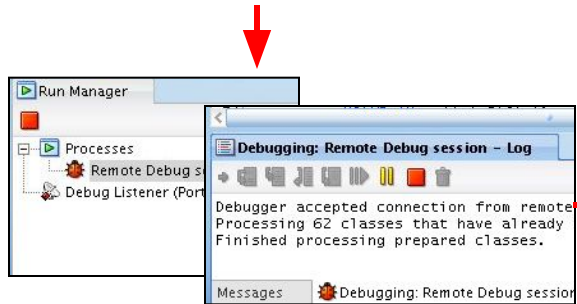 Run Manager
Processes
Remote Debug
Debug Listener (Port
Debugging: Remote Debug session - Log
Debugger accepted connection from remote
Processing 62 classes that have already
Finished processing prepared classes.
Messages
Debugging: Remote Debug session